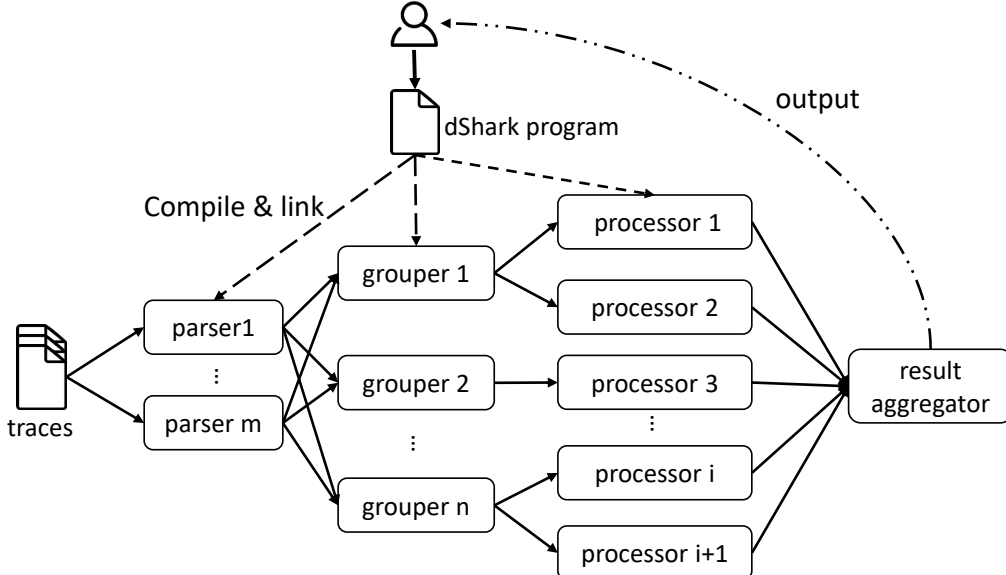 output
dShark program
Compile & link
processor 1
grouper 1
processor 2
parser1
⋮
grouper 2
processor 3
result
aggregator
parser m
traces
⋮
⋮
processor i
grouper n
processor i+1